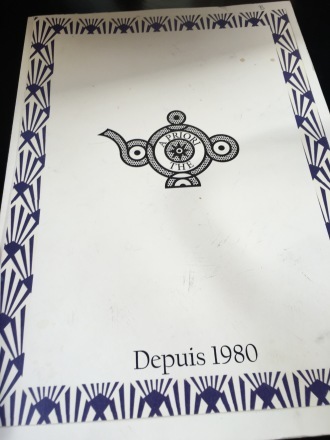 A PRIORI
THÉ
Depuis 1980